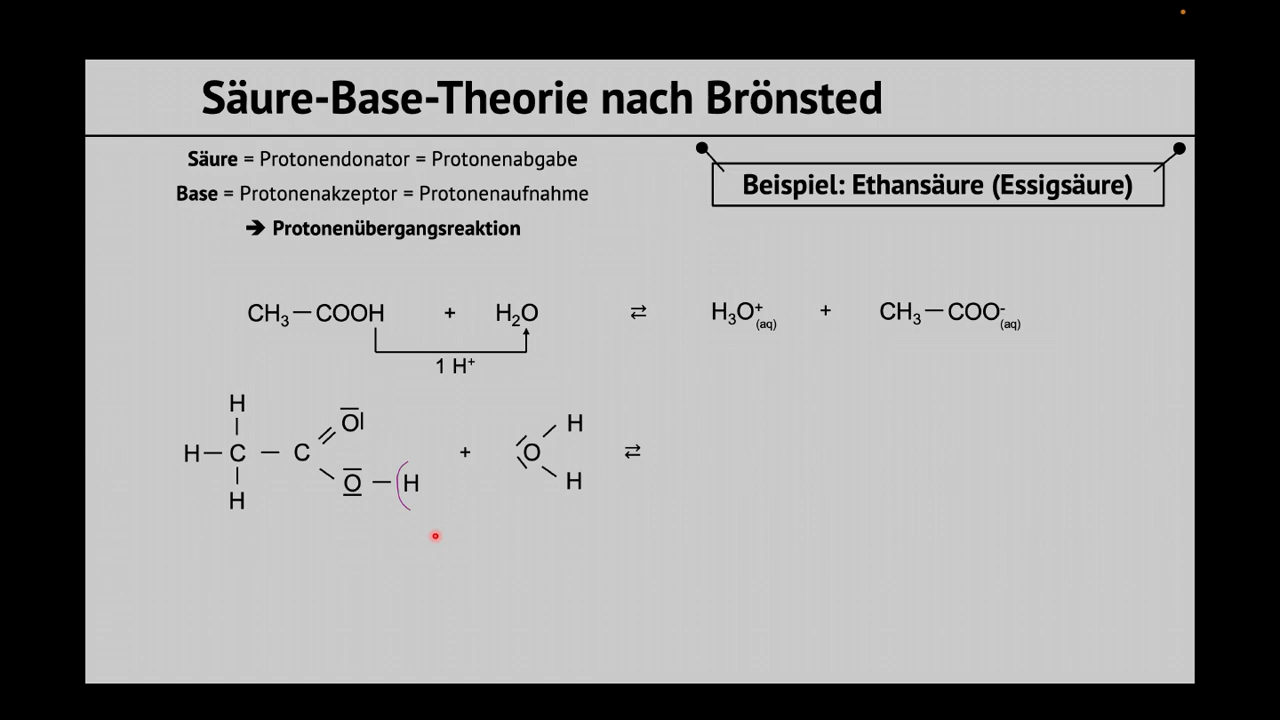 Säure-Base-Theorie nach Brönsted
Säure = Protonendonator = Protonenabgabe
Base = Protonenakzeptor = Protonenaufnahme
➔ Protonenübergangsreaktion
Beispiel: Ethansäure (Essigsäure)
CH₃ — COOH + H₂O ⇄ H₃O⁺(aq) + CH₃ — COO⁻(aq)
1 H⁺
H O H
H C C + O ⇄
H O H H